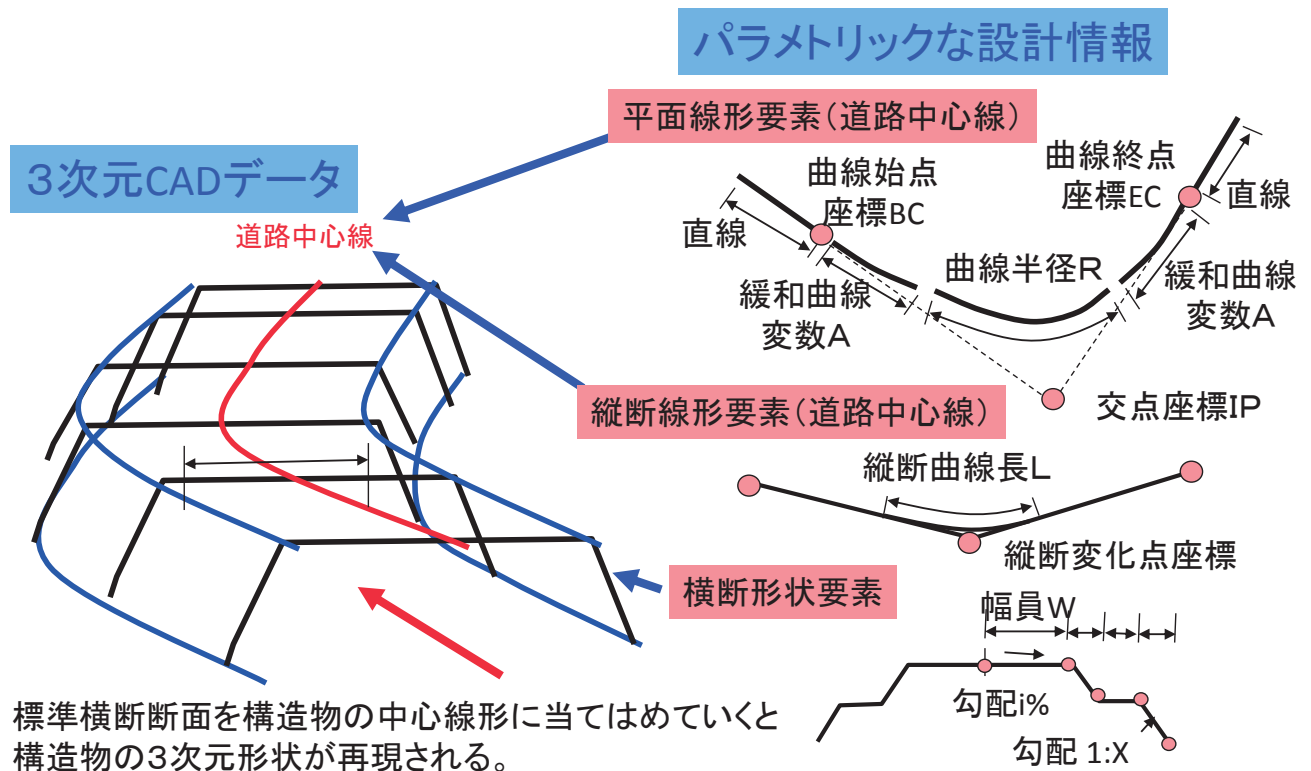 パラメトリックな設計情報
平面線形要素（道路中心線）
３次元CADデータ
道路中心線
曲線始点
座標BC
曲線終点
座標EC
直線
直線
曲線半径Ｒ
緩和曲線
変数Ａ
緩和曲線
変数Ａ
交点座標IP
縦断線形要素（道路中心線）
縦断曲線長L
縦断変化点座標
横断形状要素
幅員W
勾配i%
勾配 1:X
標準横断断面を構造物の中心線形に当てはめていくと
構造物の３次元形状が再現される。